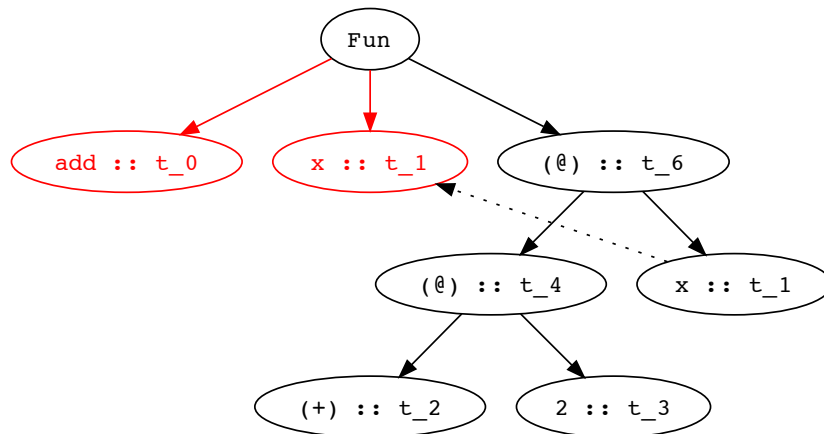 Fun
add :: t_0
x :: t_1
(@) :: t_6
(@) :: t_4
x :: t_1
(+) :: t_2
2 :: t_3